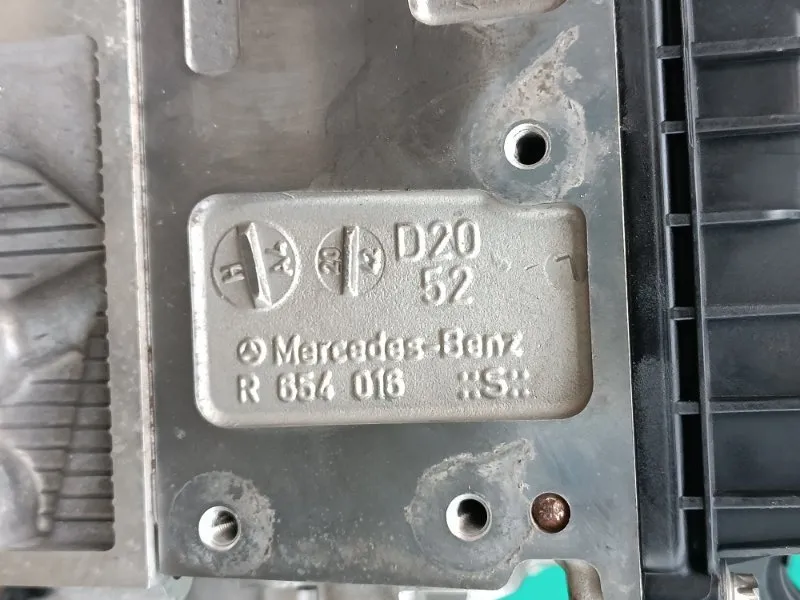 D20
52
Mercedes-Benz
R 654 016 ::S::